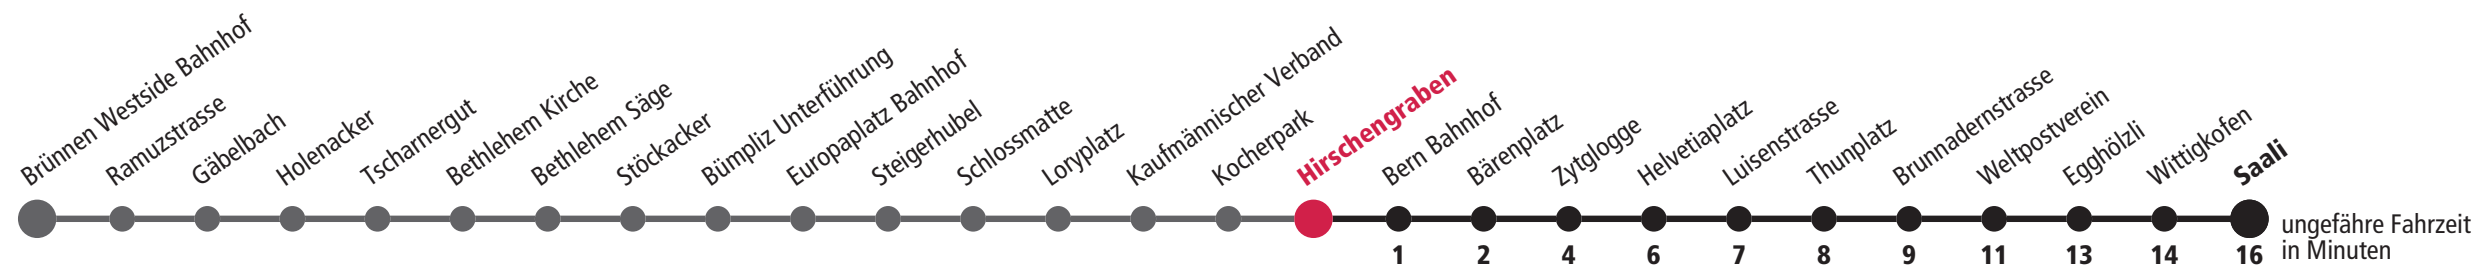 Brünnen Westside Bahnhof
Ramuzstrasse
Gäbelbach
Holenacker
Tscharnergut
Bethlehem Kirche
Bethlehem Säge
Stöckacker
Bümpliz Unterführung
Europaplatz Bahnhof
Steigerhubel
Schlossmatte
Loryplatz
Kaufmännischer Verband
Kocherpark
Hirschengraben
Bern Bahnhof
Bärenplatz
Zytglogge
Helvetiaplatz
Luisenstrasse
Thunplatz
Brunnadernstrasse
Weltpostverein
Egghölzli
Wittigkofen
Saali
1 2 4 6 7 8 9 11 13 14 16
ungefähre Fahrzeit
in Minuten